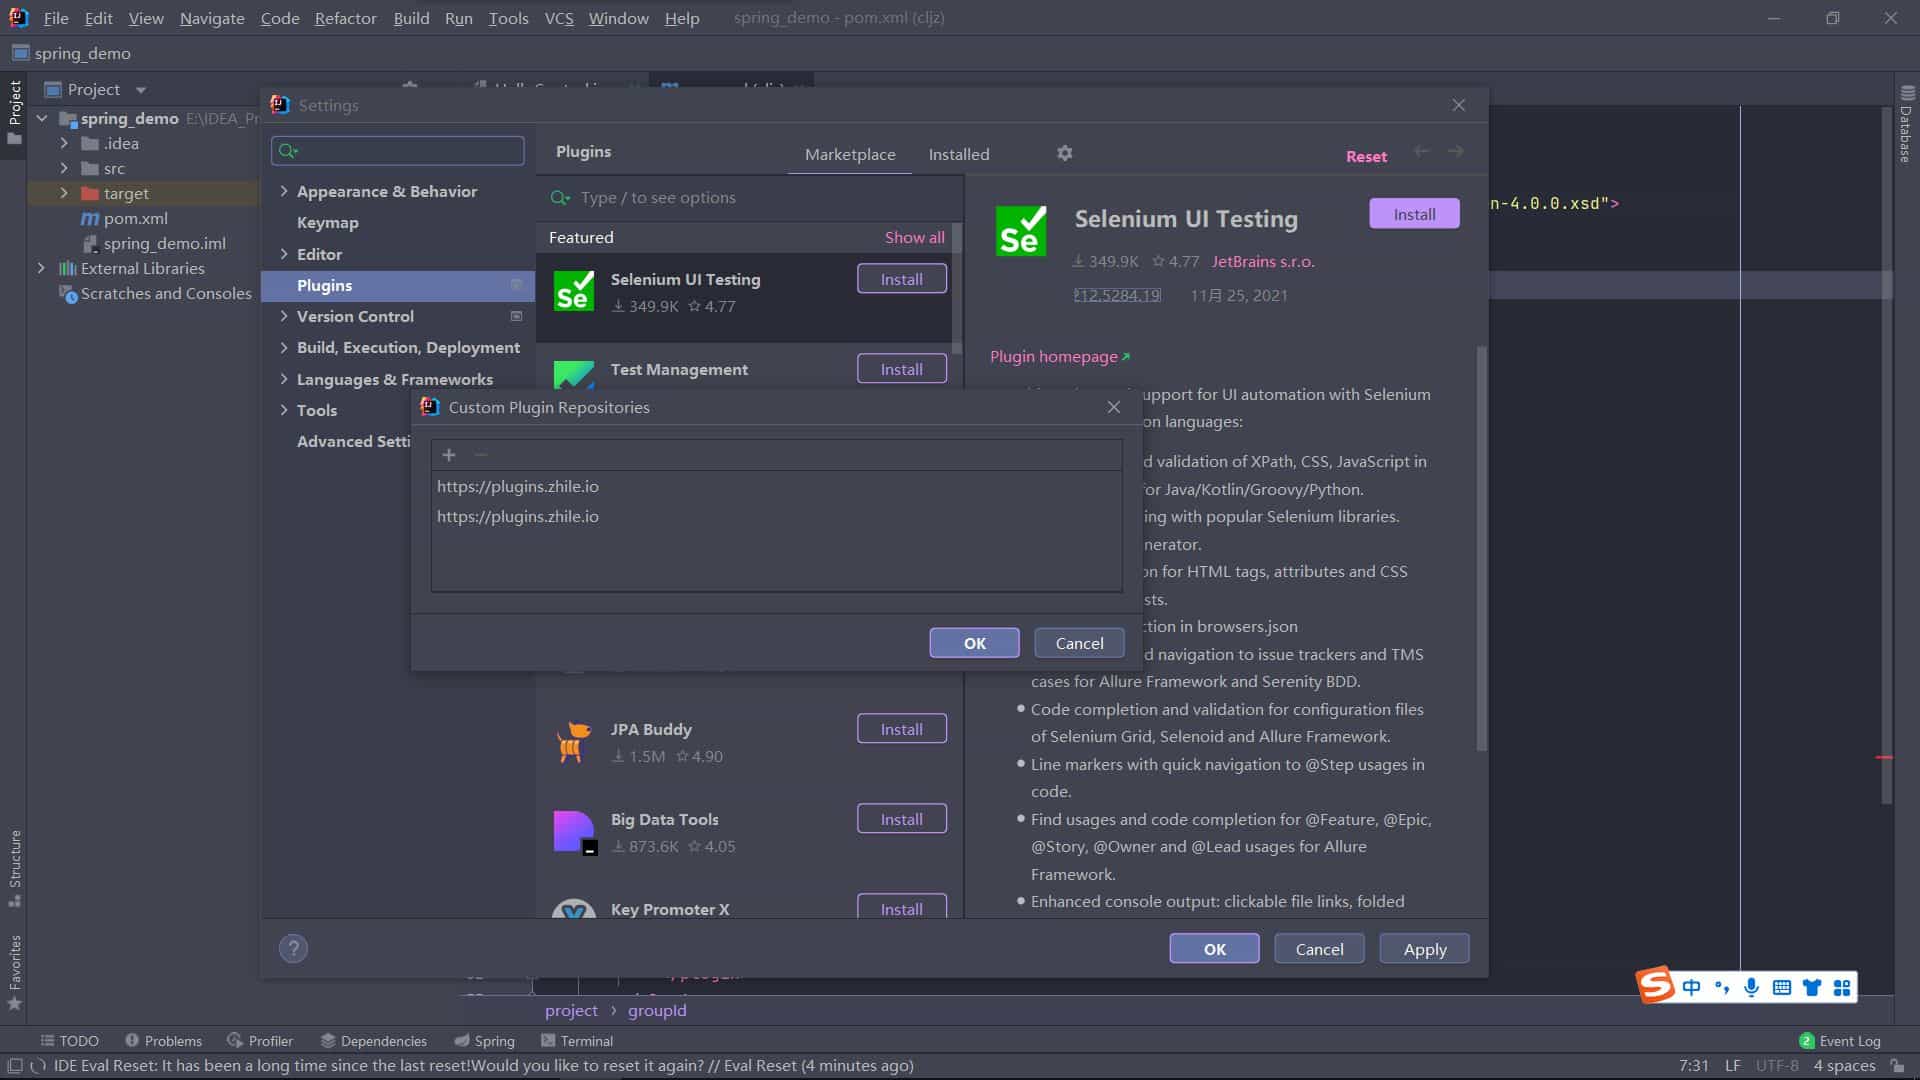 File Edit View Navigate Code Refactor Build Run Tools VCS Window Help spring_demo - pom.xml (cljz)
spring_demo
Project
Project
spring_demo E:\IDEA_Pr
.idea
src
target
pom.xml
spring_demo.iml
External Libraries
Scratches and Consoles
Structure
Favorites
Database
Settings
Appearance & Behavior
Keymap
Editor
Plugins
Version Control
Build, Execution, Deployment
Languages & Frameworks
Tools
Advanced Setti
Plugins Marketplace Installed Reset
Type / to see options
Featured Show all
Selenium UI Testing Install
349.9K 4.77
Test Management Install
JPA Buddy Install
1.5M 4.90
Big Data Tools Install
873.6K 4.05
Key Promoter X Install
Selenium UI Testing Install
349.9K 4.77 JetBrains s.r.o.
212.5284.19 11月 25, 2021
Plugin homepage
upport for UI automation with Selenium
on languages:
d validation of XPath, CSS, JavaScript in
or Java/Kotlin/Groovy/Python.
ing with popular Selenium libraries.
nerator.
on for HTML tags, attributes and CSS
sts.
ction in browsers.json
d navigation to issue trackers and TMS
cases for Allure Framework and Serenity BDD.
Code completion and validation for configuration files
of Selenium Grid, Selenoid and Allure Framework.
Line markers with quick navigation to @Step usages in
code.
Find usages and code completion for @Feature, @Epic,
@Story, @Owner and @Lead usages for Allure
Framework.
Enhanced console output: clickable file links, folded
n-4.0.0.xsd">
Custom Plugin Repositories
https://plugins.zhile.io
https://plugins.zhile.io
OK Cancel
? OK Cancel Apply
project › groupId
S 中
TODO Problems Profiler Dependencies Spring Terminal 2 Event Log
IDE Eval Reset: It has been a long time since the last reset!Would you like to reset it again? // Eval Reset (4 minutes ago) 7:31 LF UTF-8 4 spaces